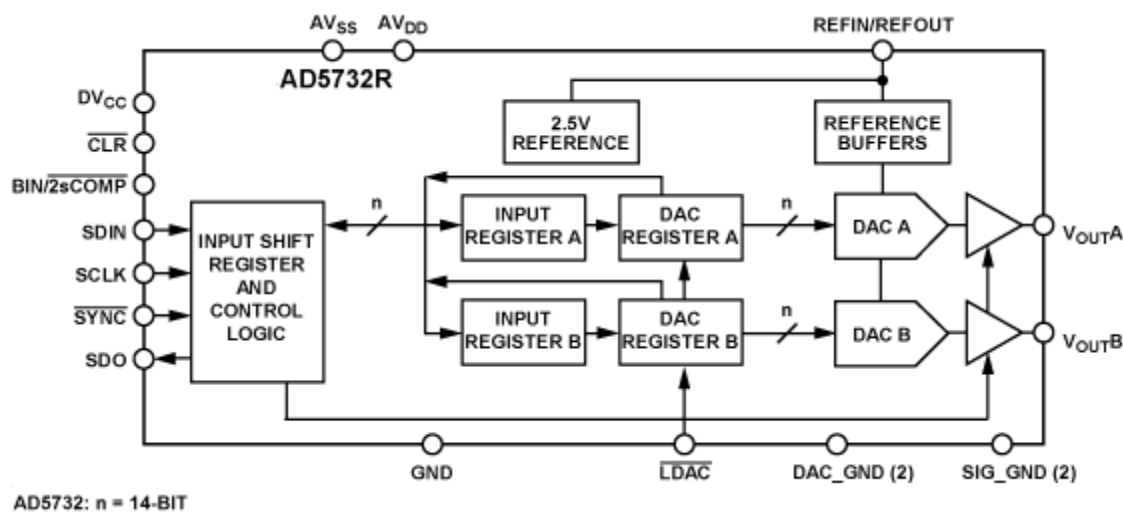 AVSS AVDD REFIN/REFOUT
AD5732R
DVCC
CLR
BIN/2sCOMP
SDIN
SCLK
SYNC
SDO
INPUT SHIFT
REGISTER
AND
CONTROL
LOGIC
2.5V
REFERENCE
REFERENCE
BUFFERS
n
INPUT
REGISTER A
DAC
REGISTER A
n
DAC A
VOUTA
INPUT
REGISTER B
DAC
REGISTER B
n
DAC B
VOUTB
GND
LDAC
DAC_GND (2)
SIG_GND (2)
AD5732: n = 14-BIT